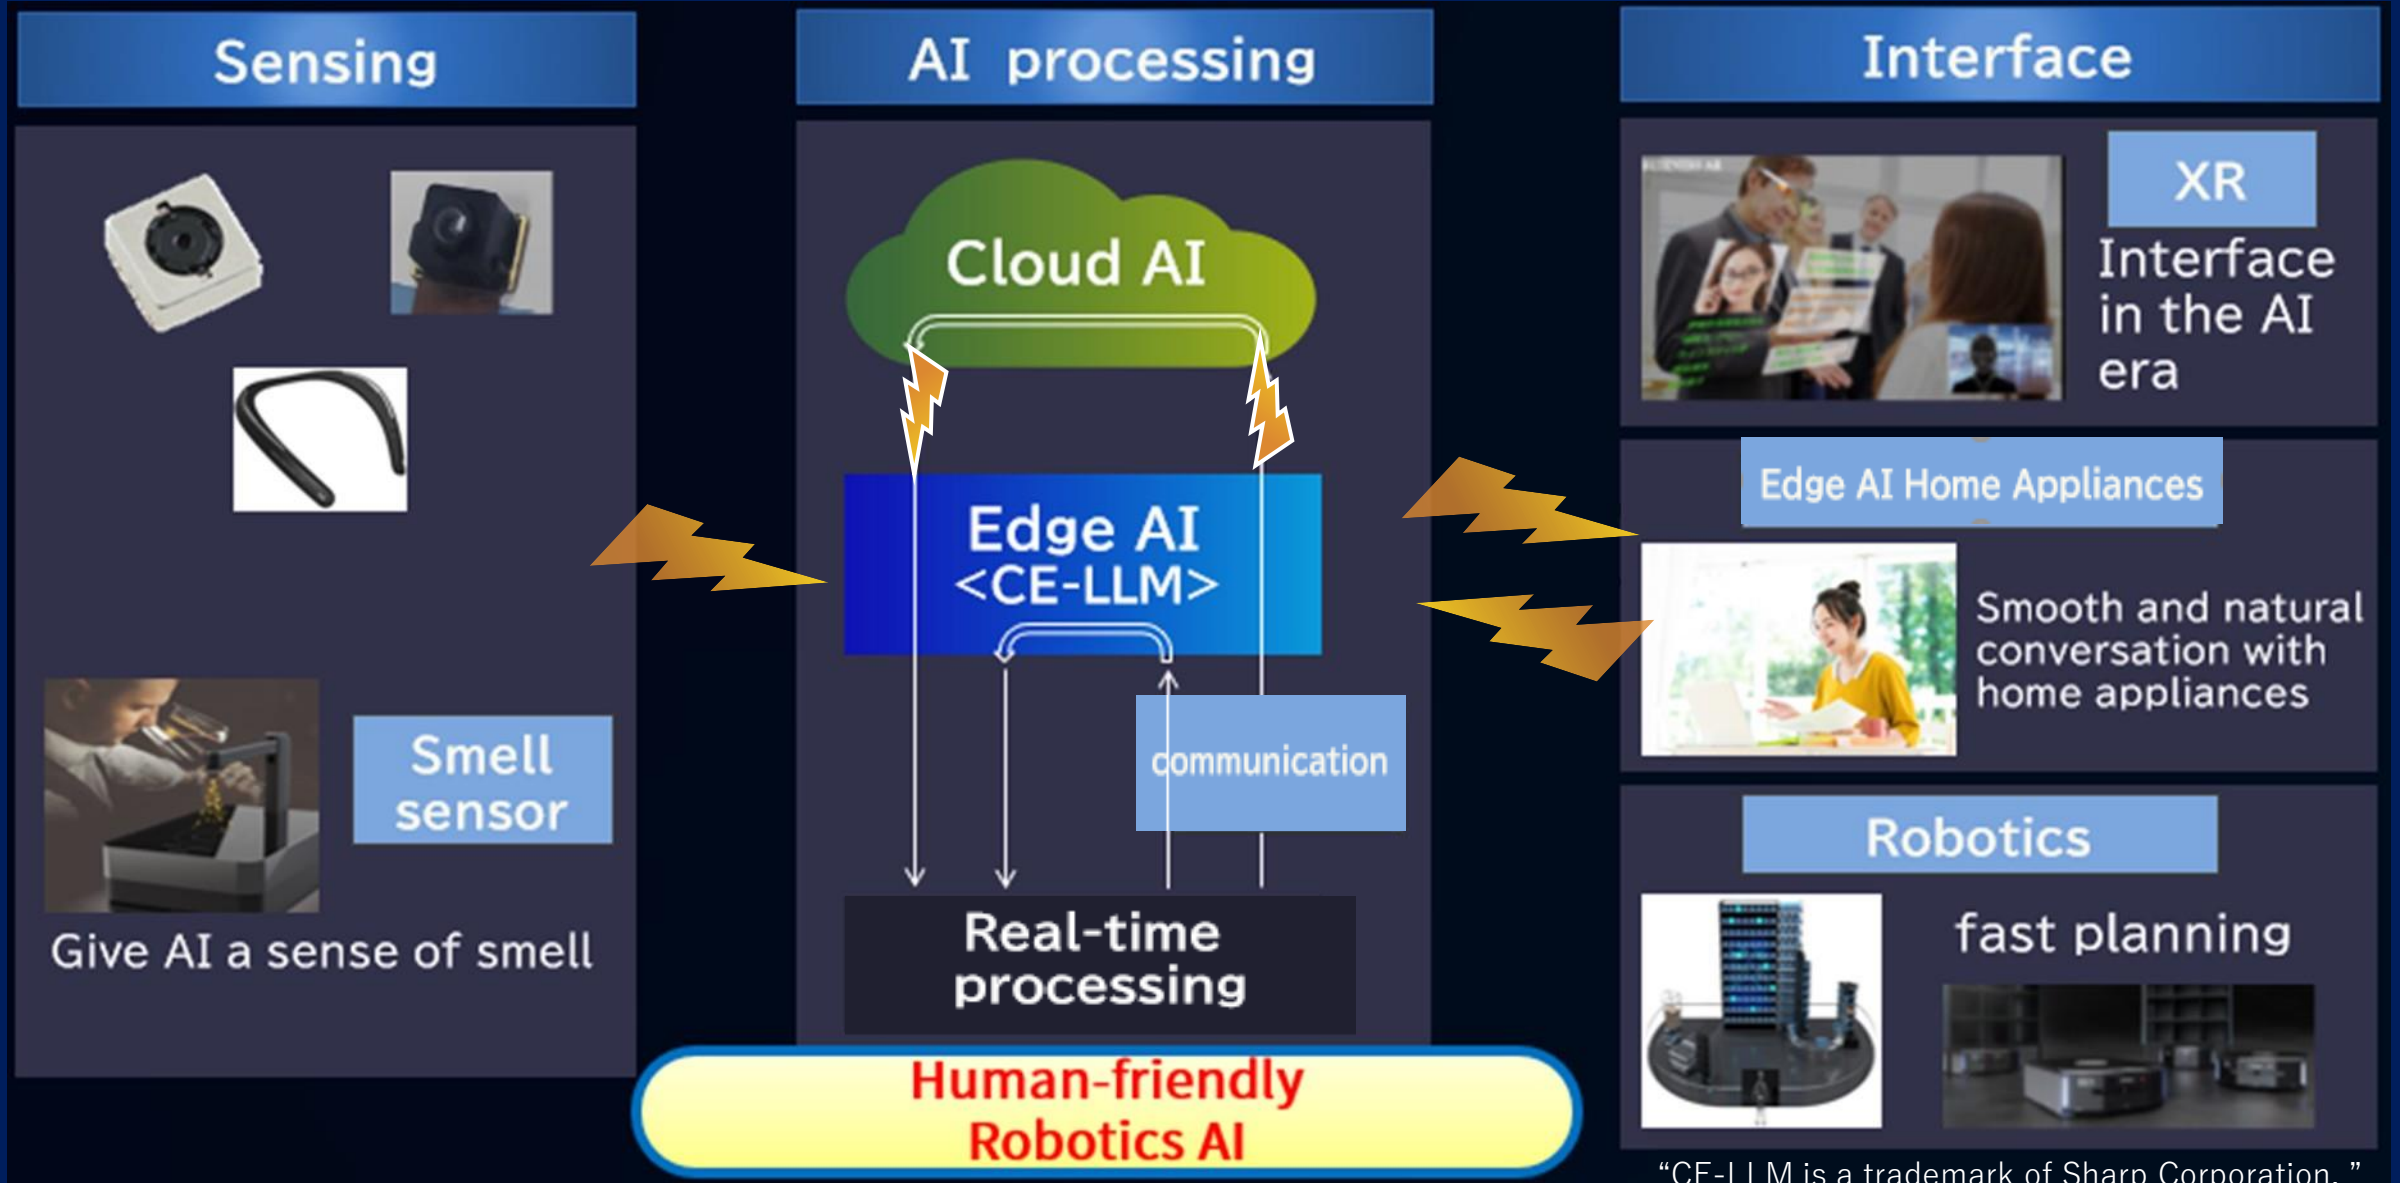 Sensing
Smell
sensor
Give AI a sense of smell
AI processing
Cloud AI
Edge AI
<CE-LLM>
communication
Real-time
processing
Human-friendly
Robotics AI
Interface
XR
Interface
in the AI
era
Edge AI Home Appliances
Smooth and natural
conversation with
home appliances
Robotics
fast planning
“CE-LLM is a trademark of Sharp Corporation. ”